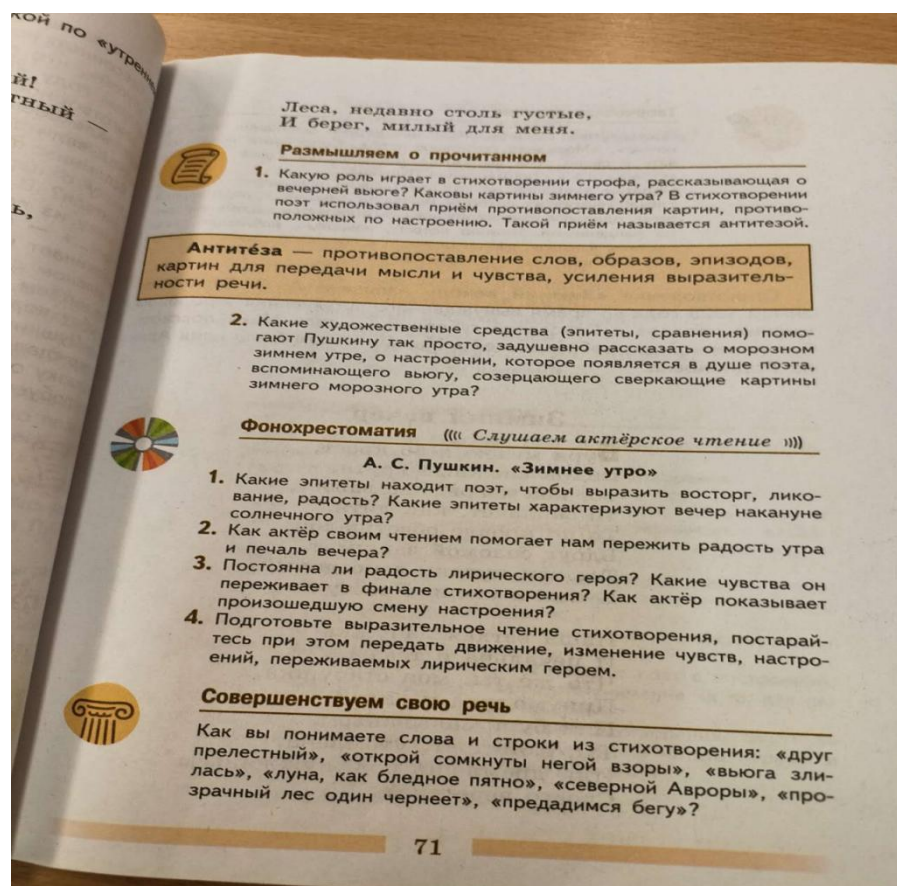 кой по «утренн
ий!
тный —
ь,
Леса, недавно столь густые,
И берег, милый для меня.
Размышляем о прочитанном
1. Какую роль играет в стихотворении строфа, рассказывающая о
вечерней вьюге? Каковы картины зимнего утра? В стихотворении
поэт использовал приём противопоставления картин, противо-
положных по настроению. Такой приём называется антитезой.
Антите́за — противопоставление слов, образов, эпизодов,
картин для передачи мысли и чувства, усиления выразитель-
ности речи.
2. Какие художественные средства (эпитеты, сравнения) помо-
гают Пушкину так просто, задушевно рассказать о морозном
зимнем утре, о настроении, которое появляется в душе поэта,
вспоминающего вьюгу, созерцающего сверкающие картины
зимнего морозного утра?
Фонохрестоматия ((((Слушаем актёрское чтение))))
А. С. Пушкин. «Зимнее утро»
1. Какие эпитеты находит поэт, чтобы выразить восторг, лико-
вание, радость? Какие эпитеты характеризуют вечер накануне
солнечного утра?
2. Как актёр своим чтением помогает нам пережить радость утра
и печаль вечера?
3. Постоянна ли радость лирического героя? Какие чувства он
переживает в финале стихотворения? Как актёр показывает
произошедшую смену настроения?
4. Подготовьте выразительное чтение стихотворения, постарай-
тесь при этом передать движение, изменение чувств, настро-
ений, переживаемых лирическим героем.
Совершенствуем свою речь
Как вы понимаете слова и строки из стихотворения: «друг
прелестный», «открой сомкнуты негой взоры», «вьюга зли-
лась», «луна, как бледное пятно», «северной Авроры», «про-
зрачный лес один чернеет», «предадимся бегу»?
71